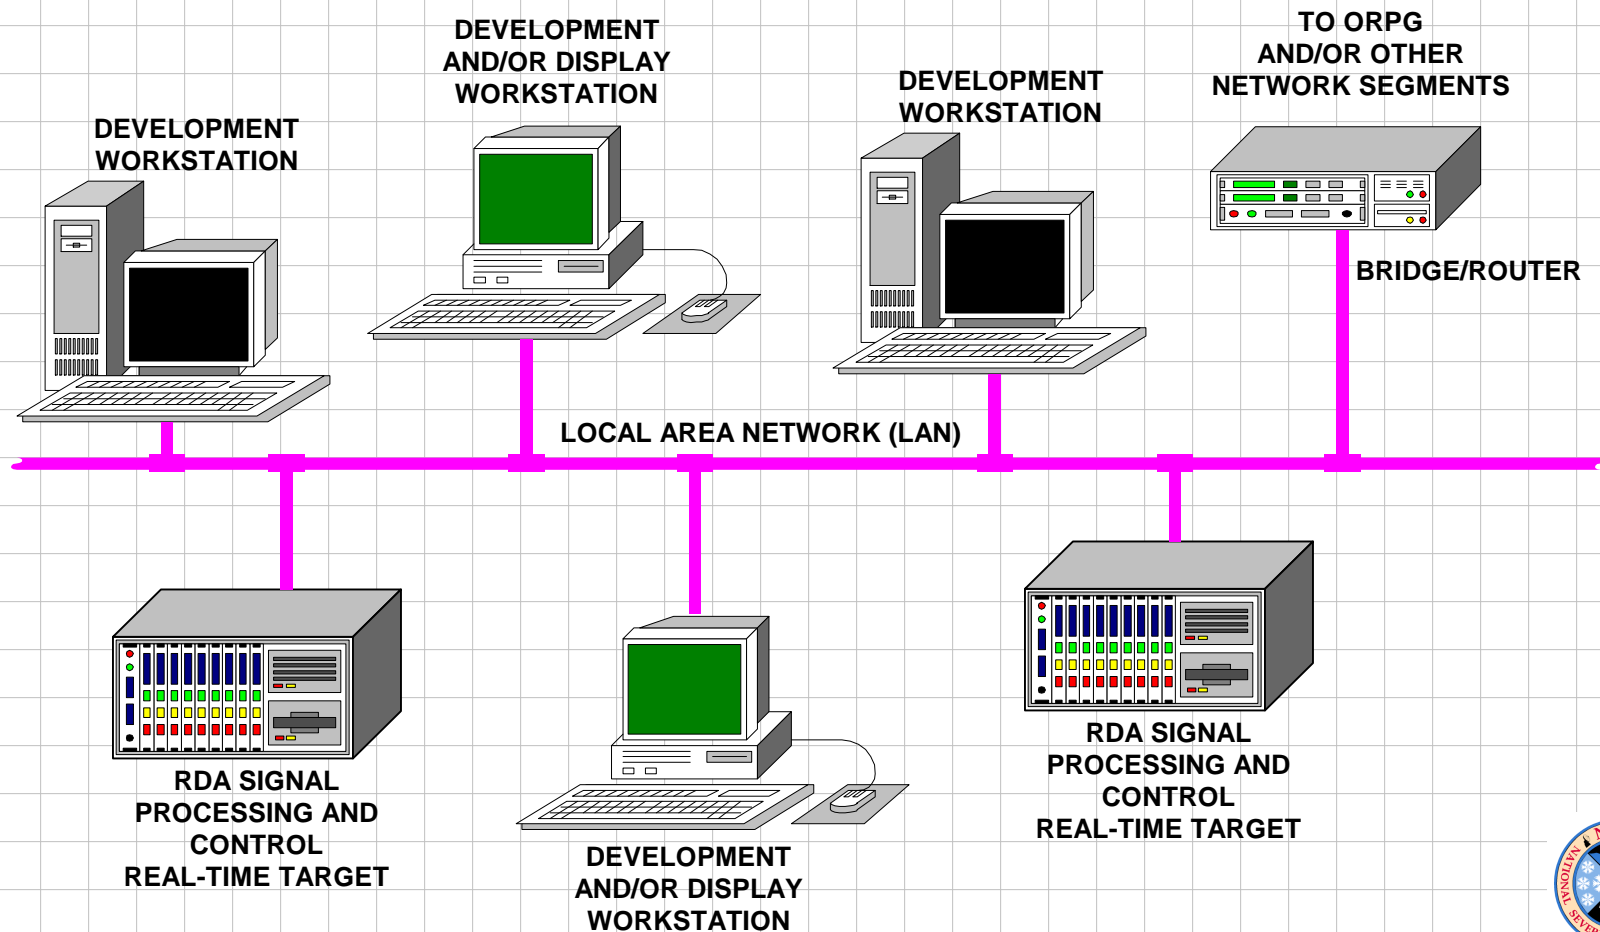 DEVELOPMENT
AND/OR DISPLAY
WORKSTATION
TO ORPG
AND/OR OTHER
NETWORK SEGMENTS
DEVELOPMENT
WORKSTATION
DEVELOPMENT
WORKSTATION
BRIDGE/ROUTER
LOCAL AREA NETWORK (LAN)
RDA SIGNAL
PROCESSING AND
CONTROL
REAL-TIME TARGET
DEVELOPMENT
AND/OR DISPLAY
WORKSTATION
RDA SIGNAL
PROCESSING AND
CONTROL
REAL-TIME TARGET
NATIONAL